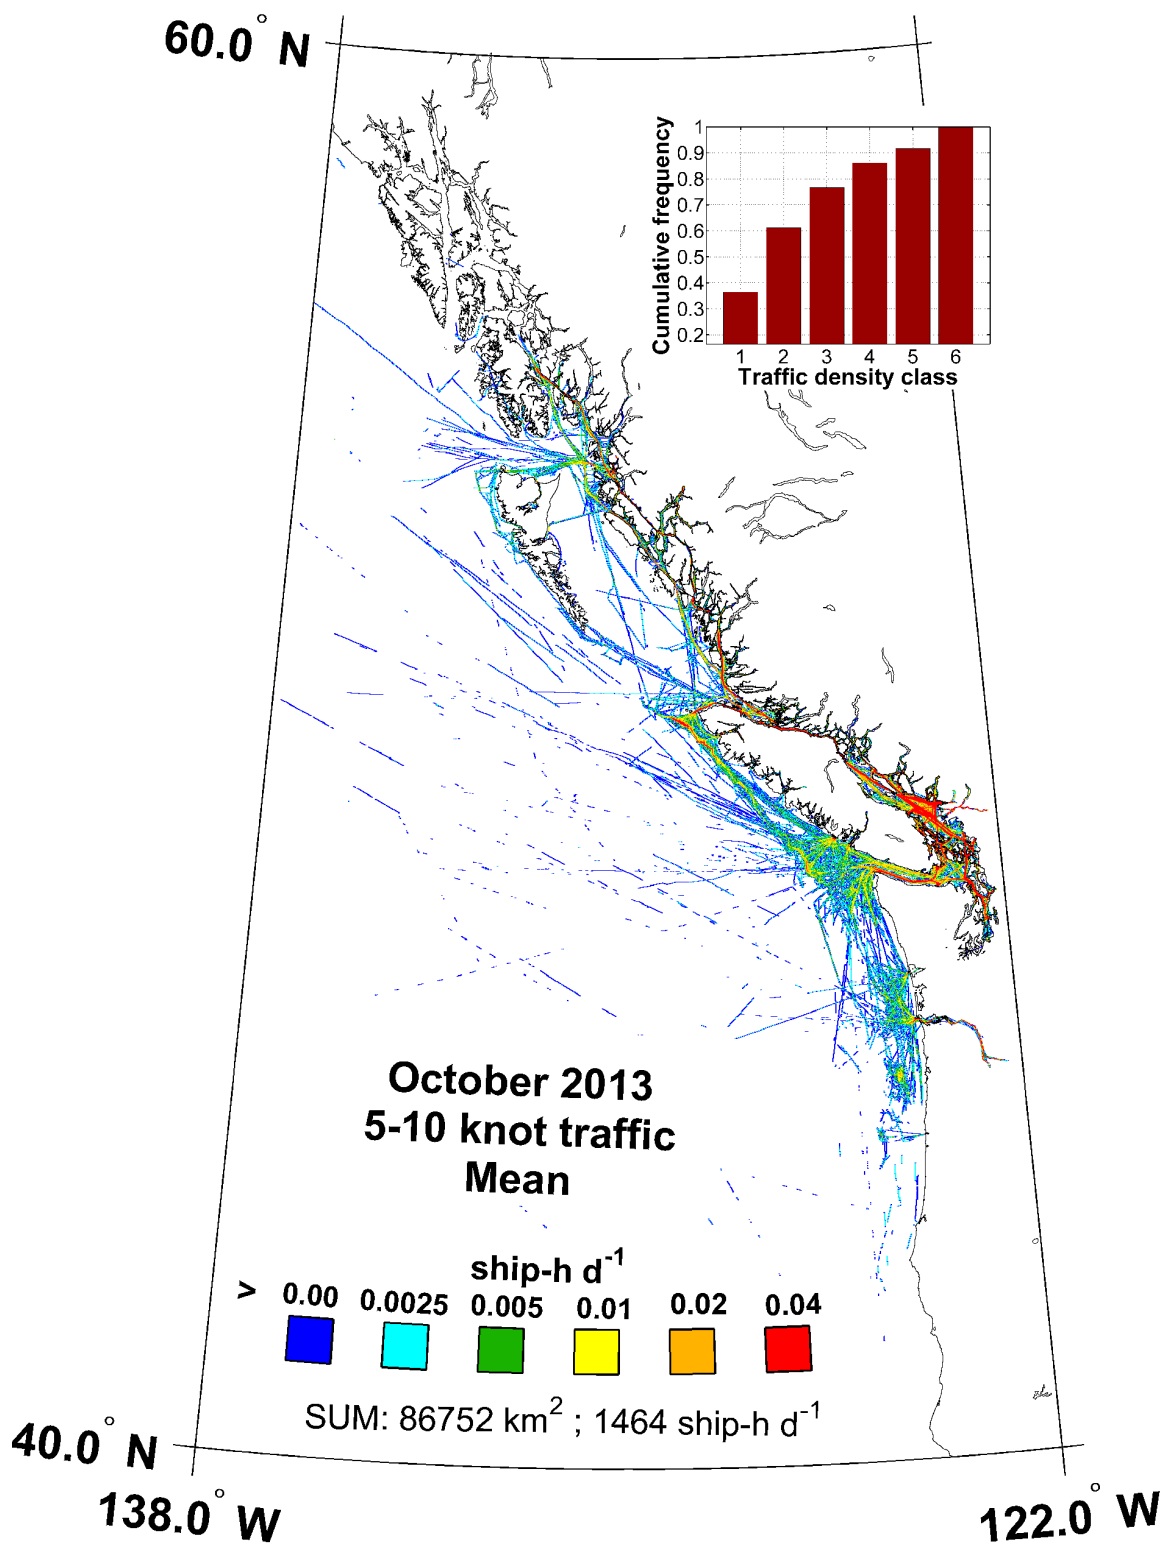 60.0° N
Cumulative frequency
1
0.9
0.8
0.7
0.6
0.5
0.4
0.3
0.2
1 2 3 4 5 6
Traffic density class
October 2013
5-10 knot traffic
Mean
ship-h d⁻¹
> 0.00 0.0025 0.005 0.01 0.02 0.04
SUM: 86752 km² ; 1464 ship-h d⁻¹
40.0° N
138.0° W
122.0° W